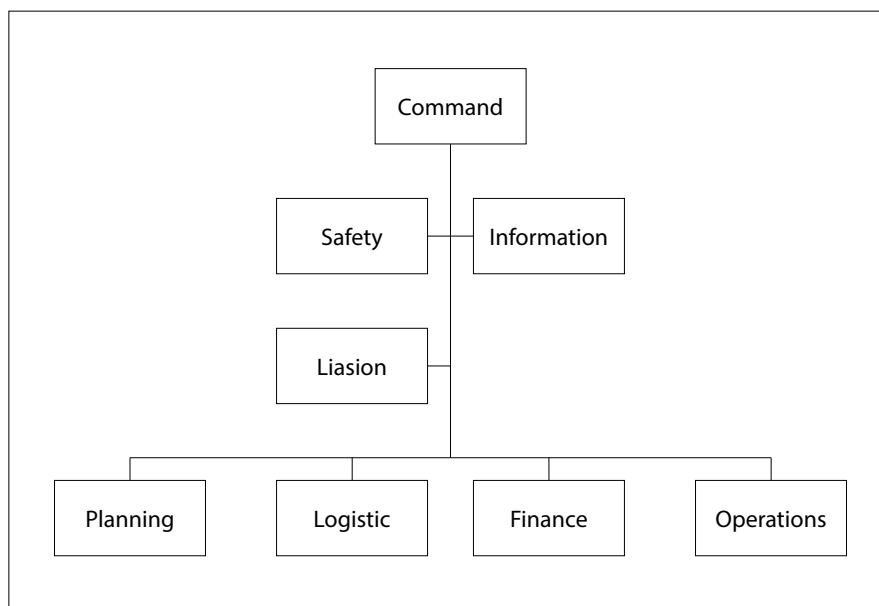 Command
Safety
Information
Liasion
Planning
Logistic
Finance
Operations